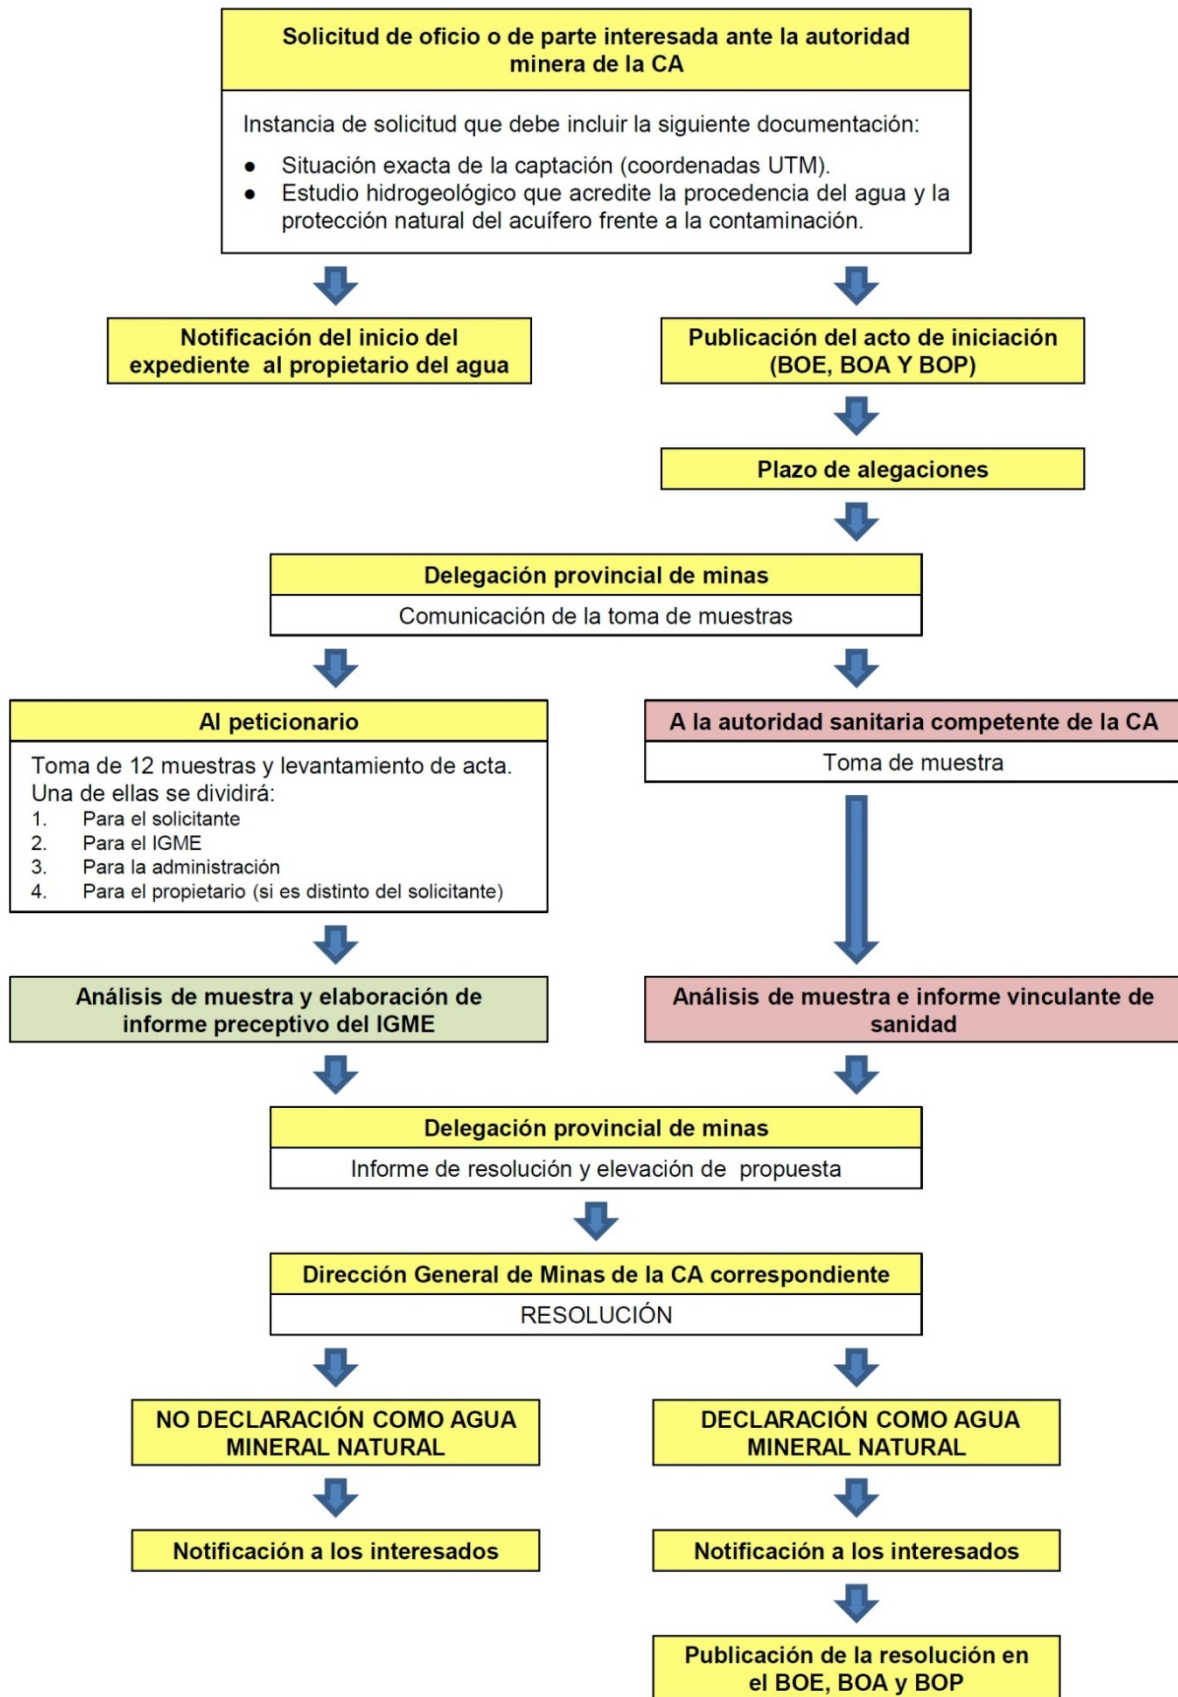 Solicitud de oficio o de parte interesada ante la autoridad
minera de la CA
Instancia de solicitud que debe incluir la siguiente documentación:
● Situación exacta de la captación (coordenadas UTM).
● Estudio hidrogeológico que acredite la procedencia del agua y la
protección natural del acuífero frente a la contaminación.
Notificación del inicio del
expediente al propietario del agua
Publicación del acto de iniciación
(BOE, BOA Y BOP)
Plazo de alegaciones
Delegación provincial de minas
Comunicación de la toma de muestras
Al peticionario
Toma de 12 muestras y levantamiento de acta.
Una de ellas se dividirá:
1. Para el solicitante
2. Para el IGME
3. Para la administración
4. Para el propietario (si es distinto del solicitante)
A la autoridad sanitaria competente de la CA
Toma de muestra
Análisis de muestra y elaboración de
informe preceptivo del IGME
Análisis de muestra e informe vinculante de
sanidad
Delegación provincial de minas
Informe de resolución y elevación de propuesta
Dirección General de Minas de la CA correspondiente
RESOLUCIÓN
NO DECLARACIÓN COMO AGUA
MINERAL NATURAL
DECLARACIÓN COMO AGUA
MINERAL NATURAL
Notificación a los interesados
Notificación a los interesados
Publicación de la resolución en
el BOE, BOA y BOP